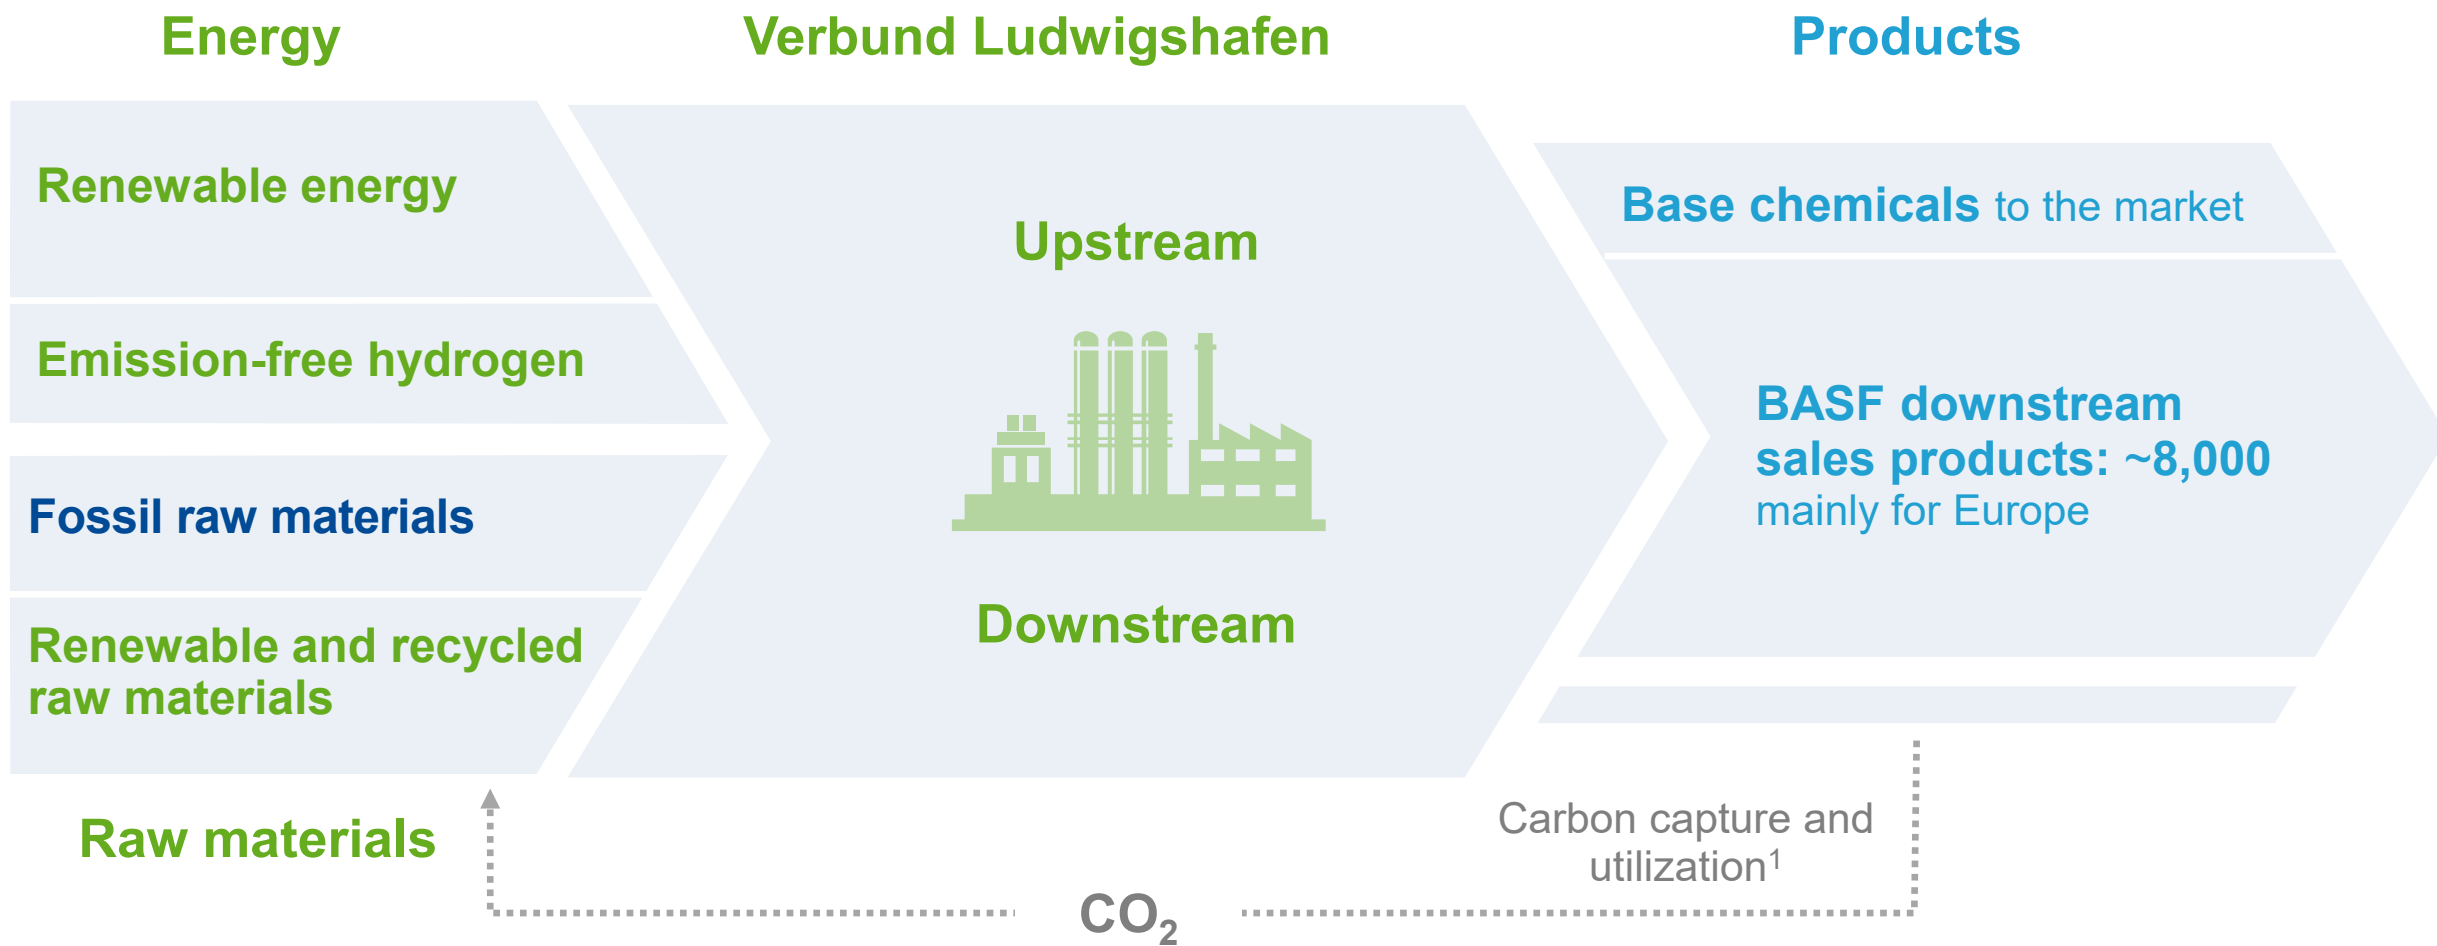 Energy
Renewable energy
Emission-free hydrogen
Fossil raw materials
Renewable and recycled
raw materials
Raw materials
Verbund Ludwigshafen
Upstream
Downstream
Products
Base chemicals to the market
BASF downstream
sales products: ~8,000
mainly for Europe
Carbon capture and
utilization¹
CO₂